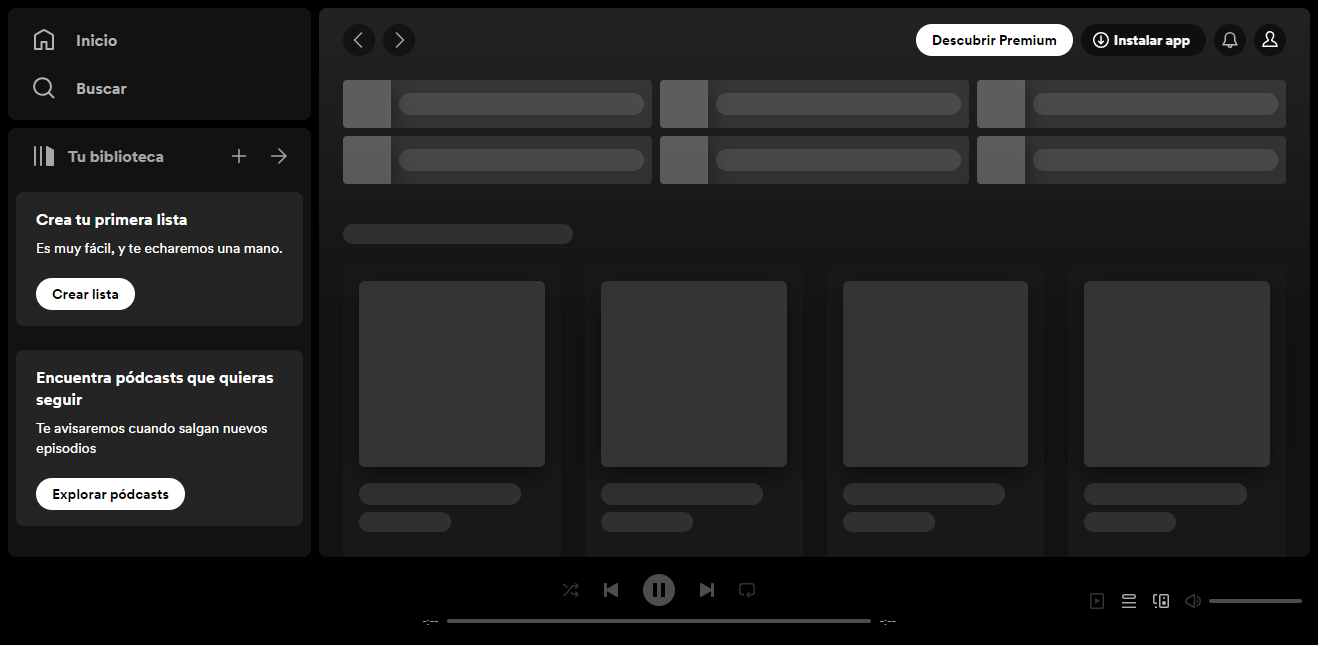 Inicio
Buscar
Tu biblioteca
Crea tu primera lista
Es muy fácil, y te echaremos una mano.
Crear lista
Encuentra pódcasts que quieras
seguir
Te avisaremos cuando salgan nuevos
episodios
Explorar pódcasts
Descubrir Premium
Instalar app
-:--
-:--